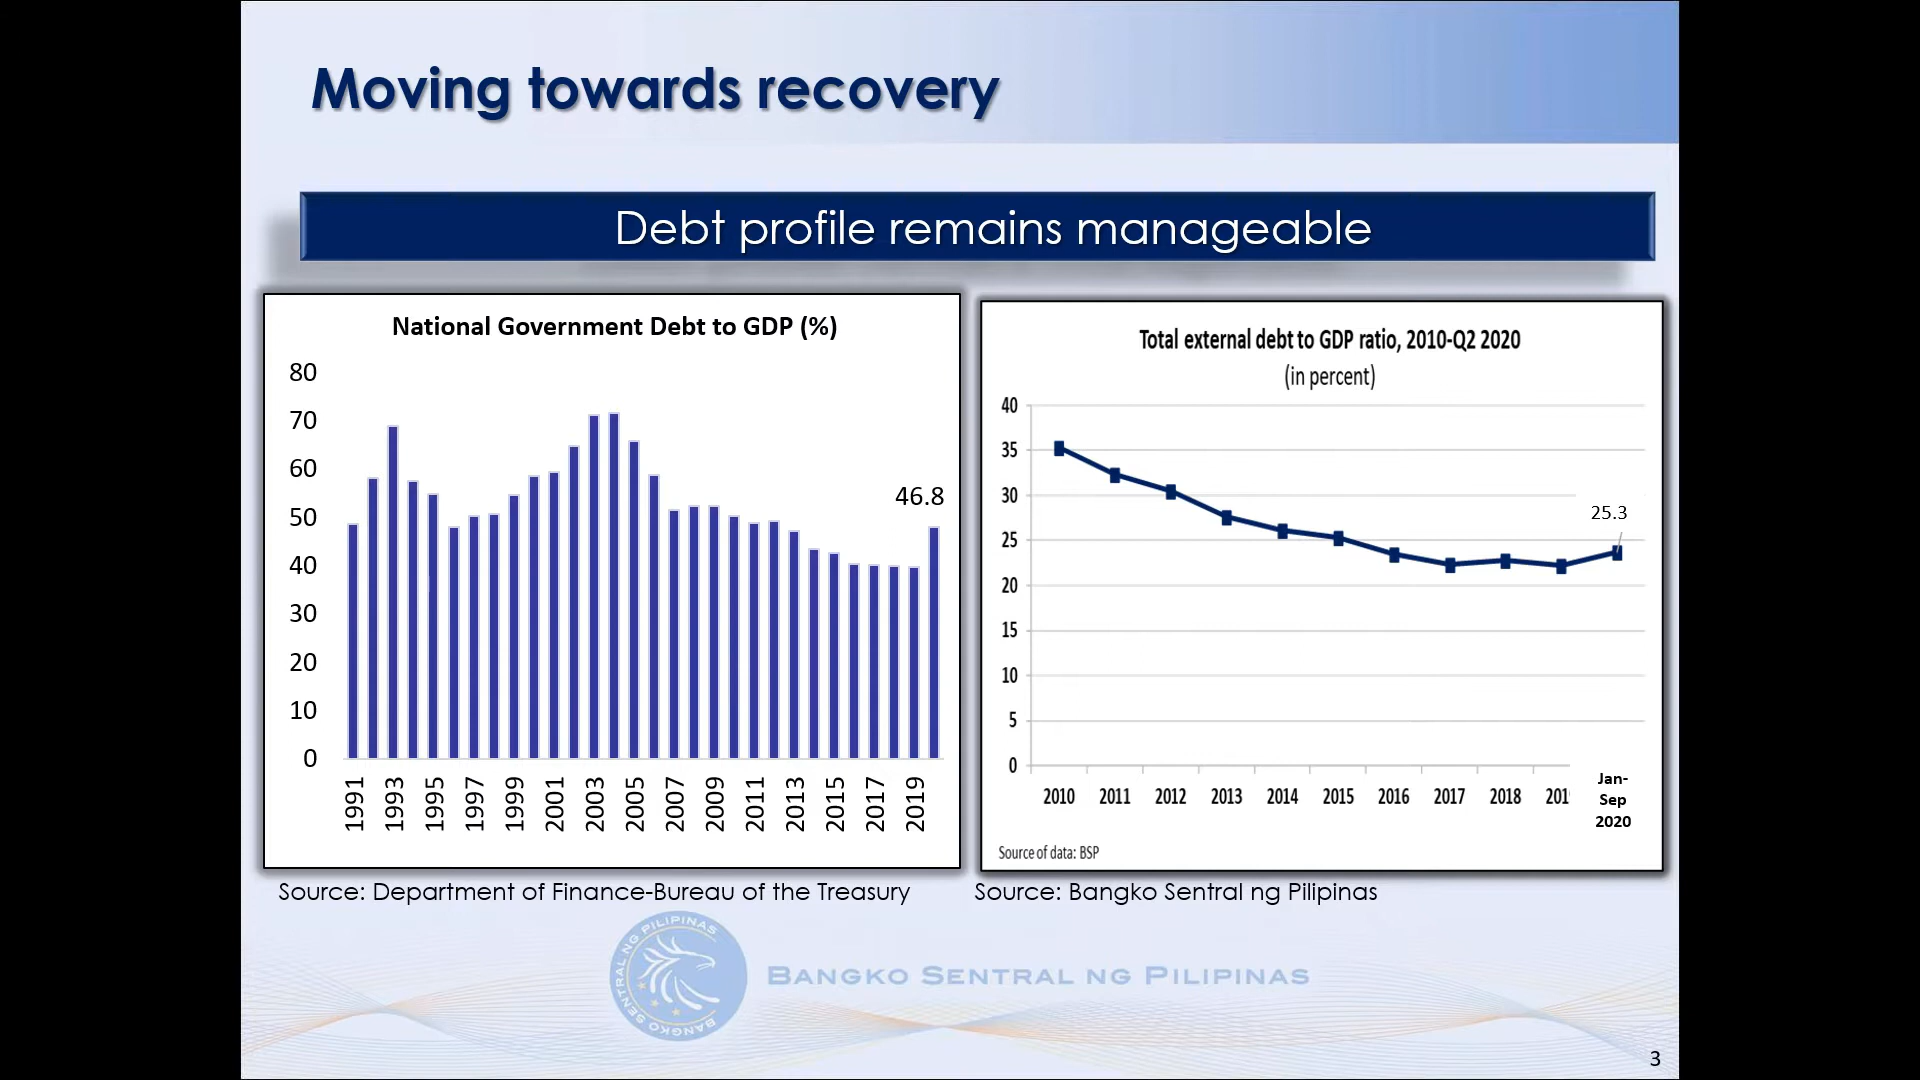 Moving towards recovery
Debt profile remains manageable
National Government Debt to GDP (%)
80
70
60
50
40
30
20
10
0
46.8
1991
1993
1995
1997
1999
2001
2003
2005
2007
2009
2011
2013
2015
2017
2019
Source: Department of Finance-Bureau of the Treasury
Total external debt to GDP ratio, 2010-Q2 2020
(in percent)
40
35
30
25
20
15
10
5
0
25.3
2010 2011 2012 2013 2014 2015 2016 2017 2018 201
Jan-
Sep
2020
Source of data: BSP
Source: Bangko Sentral ng Pilipinas
BANGKO SENTRAL NG PILIPINAS
BANGKO SENTRAL NG PILIPINAS
3